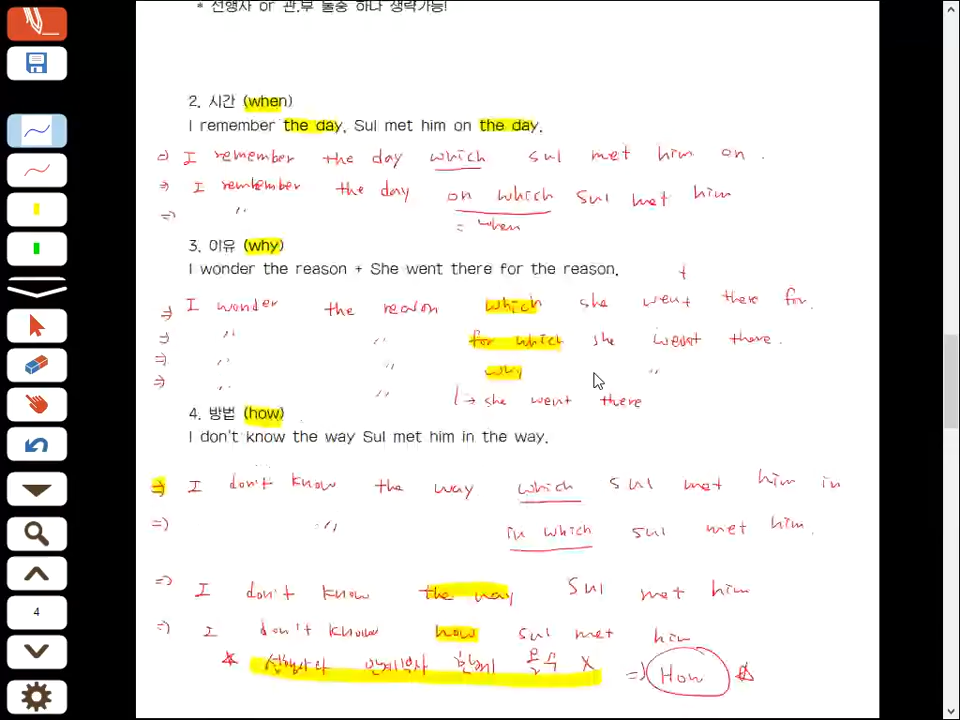 * 선행사 or 관.부 둘중 하나 생략가능!
2. 시간 (when)
I remember the day. Sul met him on the day.
=> I remember the day which sul met him on .
=> I remember the day on which sul met him
=> " = when
3. 이유 (why)
I wonder the reason + She went there for the reason.
=> I wonder the reason which she went there for.
=> " " for which she went there.
=> " " why "
=> " " she went there
4. 방법 (how)
I don't know the way Sul met him in the way.
=> I don't know the way which sul met him in
=> " in which sul met him.
=> I don't know the way sul met him
=> I don't know how sul met him
* 선행사와 관계부사 함께 X => How
4